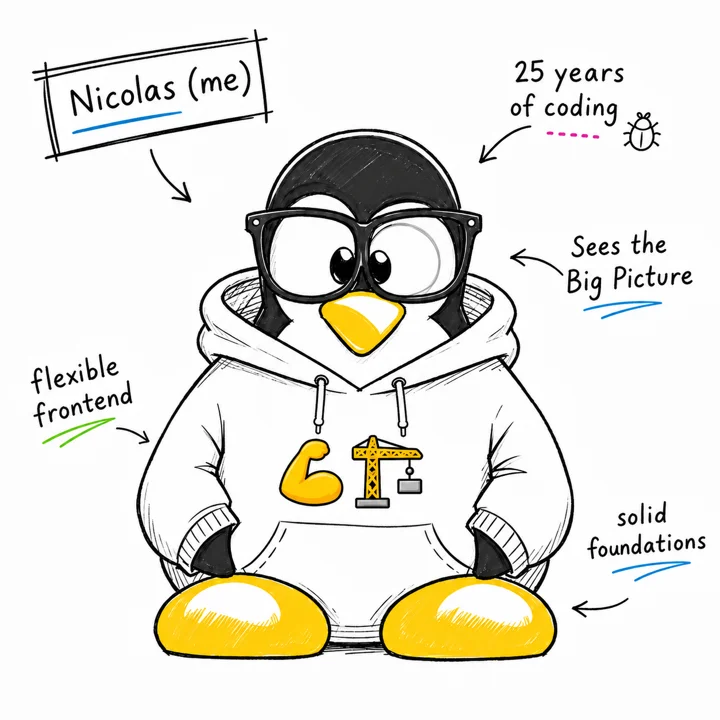 Nicolas (me)
25 years
of coding
Sees the
Big Picture
flexible
frontend
solid
foundations